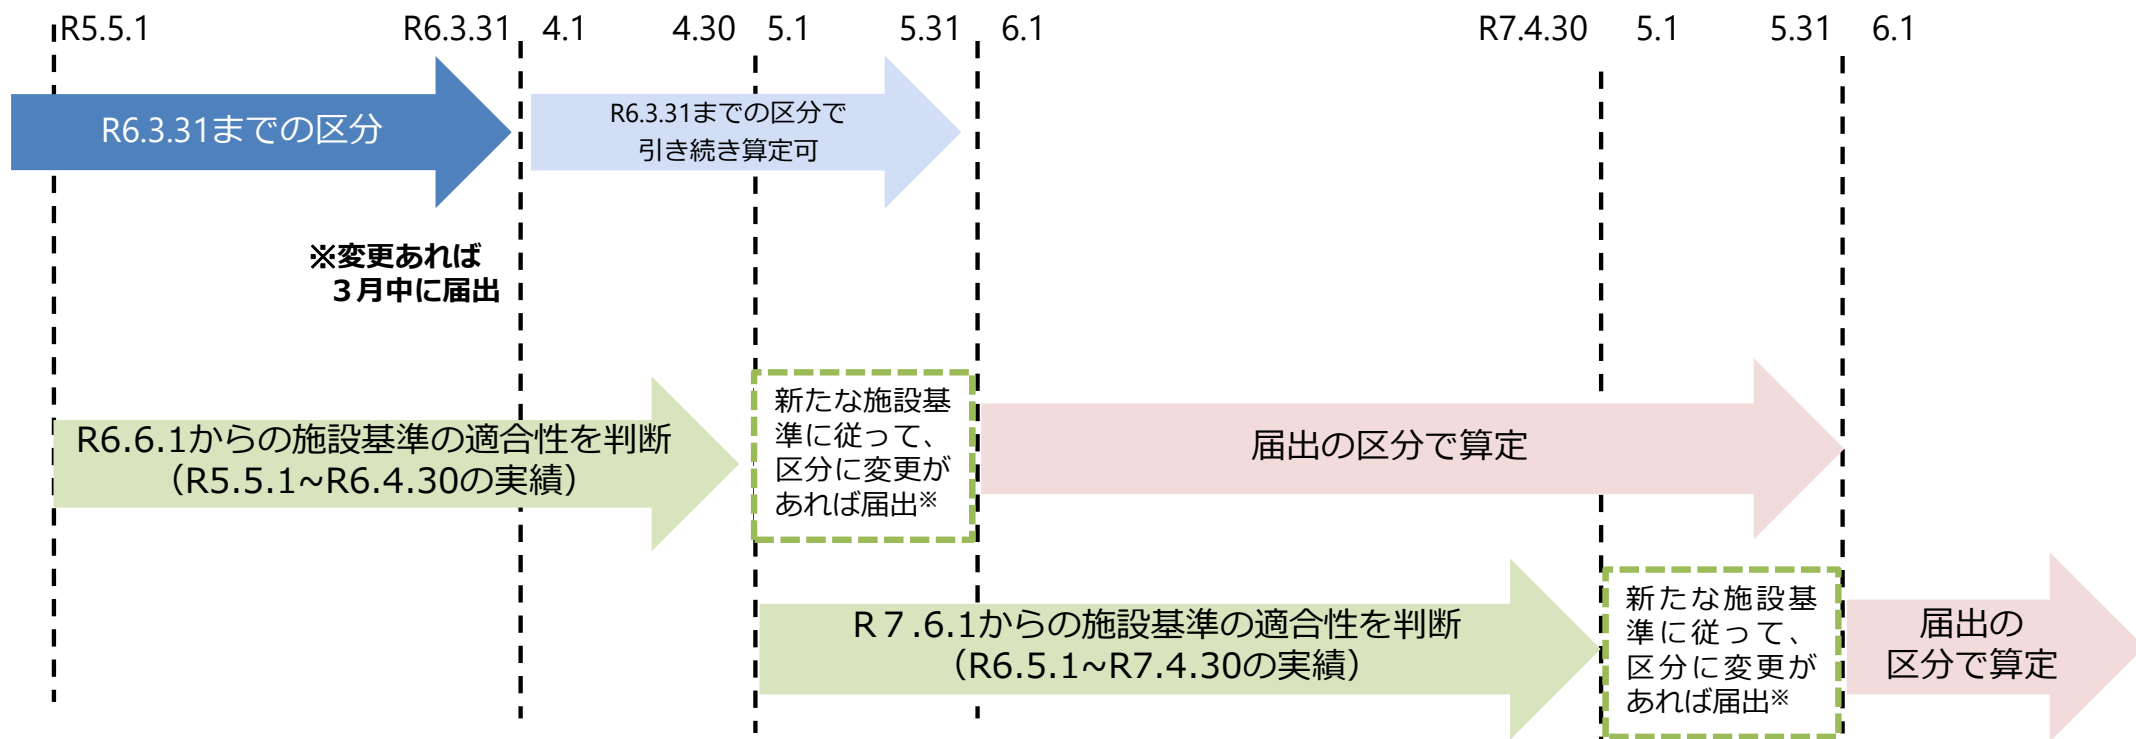 R5.5.1 R6.3.31 4.1 4.30 5.1 5.31 6.1 R7.4.30 5.1 5.31 6.1
R6.3.31までの区分
R6.3.31までの区分で
引き続き算定可
※変更あれば
３月中に届出
R6.6.1からの施設基準の適合性を判断
（R5.5.1~R6.4.30の実績）
新たな施設基
準に従って、
区分に変更が
あれば届出※
届出の区分で算定
R７.6.1からの施設基準の適合性を判断
（R6.5.1~R7.4.30の実績）
新たな施設基
準に従って、
区分に変更が
あれば届出※
届出の
区分で算定